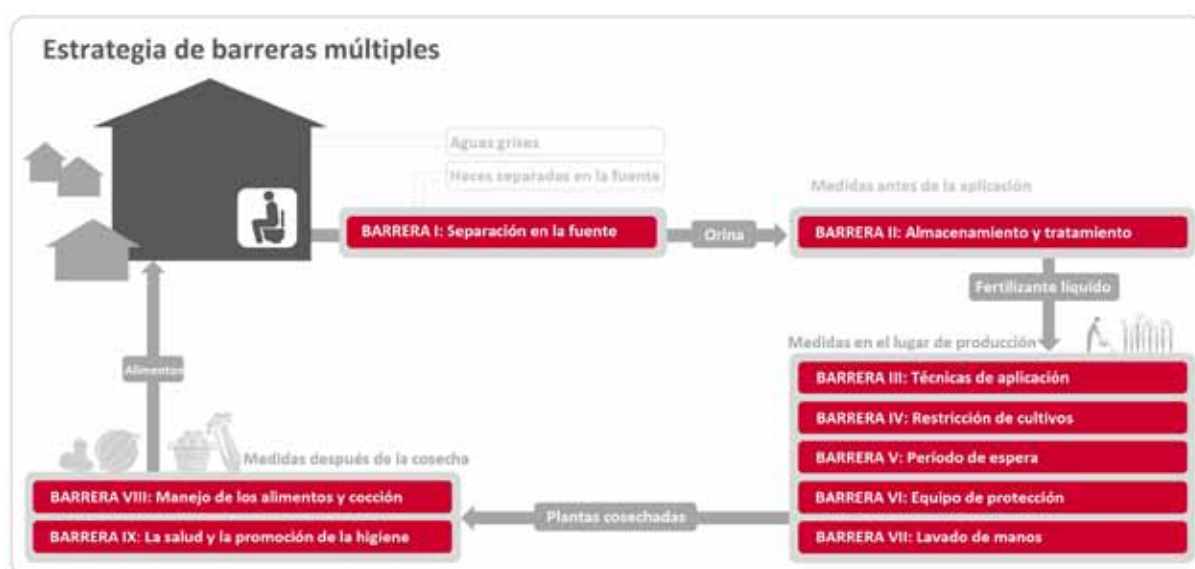 Estrategia de barreras múltiples
Aguas grises
Heces separadas en la fuente
BARRERA I: Separación en la fuente
Orina
Medidas antes de la aplicación
BARRERA II: Almacenamiento y tratamiento
Fertilizante líquido
Medidas en el lugar de producción
BARRERA III: Técnicas de aplicación
BARRERA IV: Restricción de cultivos
BARRERA V: Período de espera
BARRERA VI: Equipo de protección
BARRERA VII: Lavado de manos
Plantas cosechadas
Medidas después de la cosecha
BARRERA VIII: Manejo de los alimentos y cocción
BARRERA IX: La salud y la promoción de la higiene
Alimentos